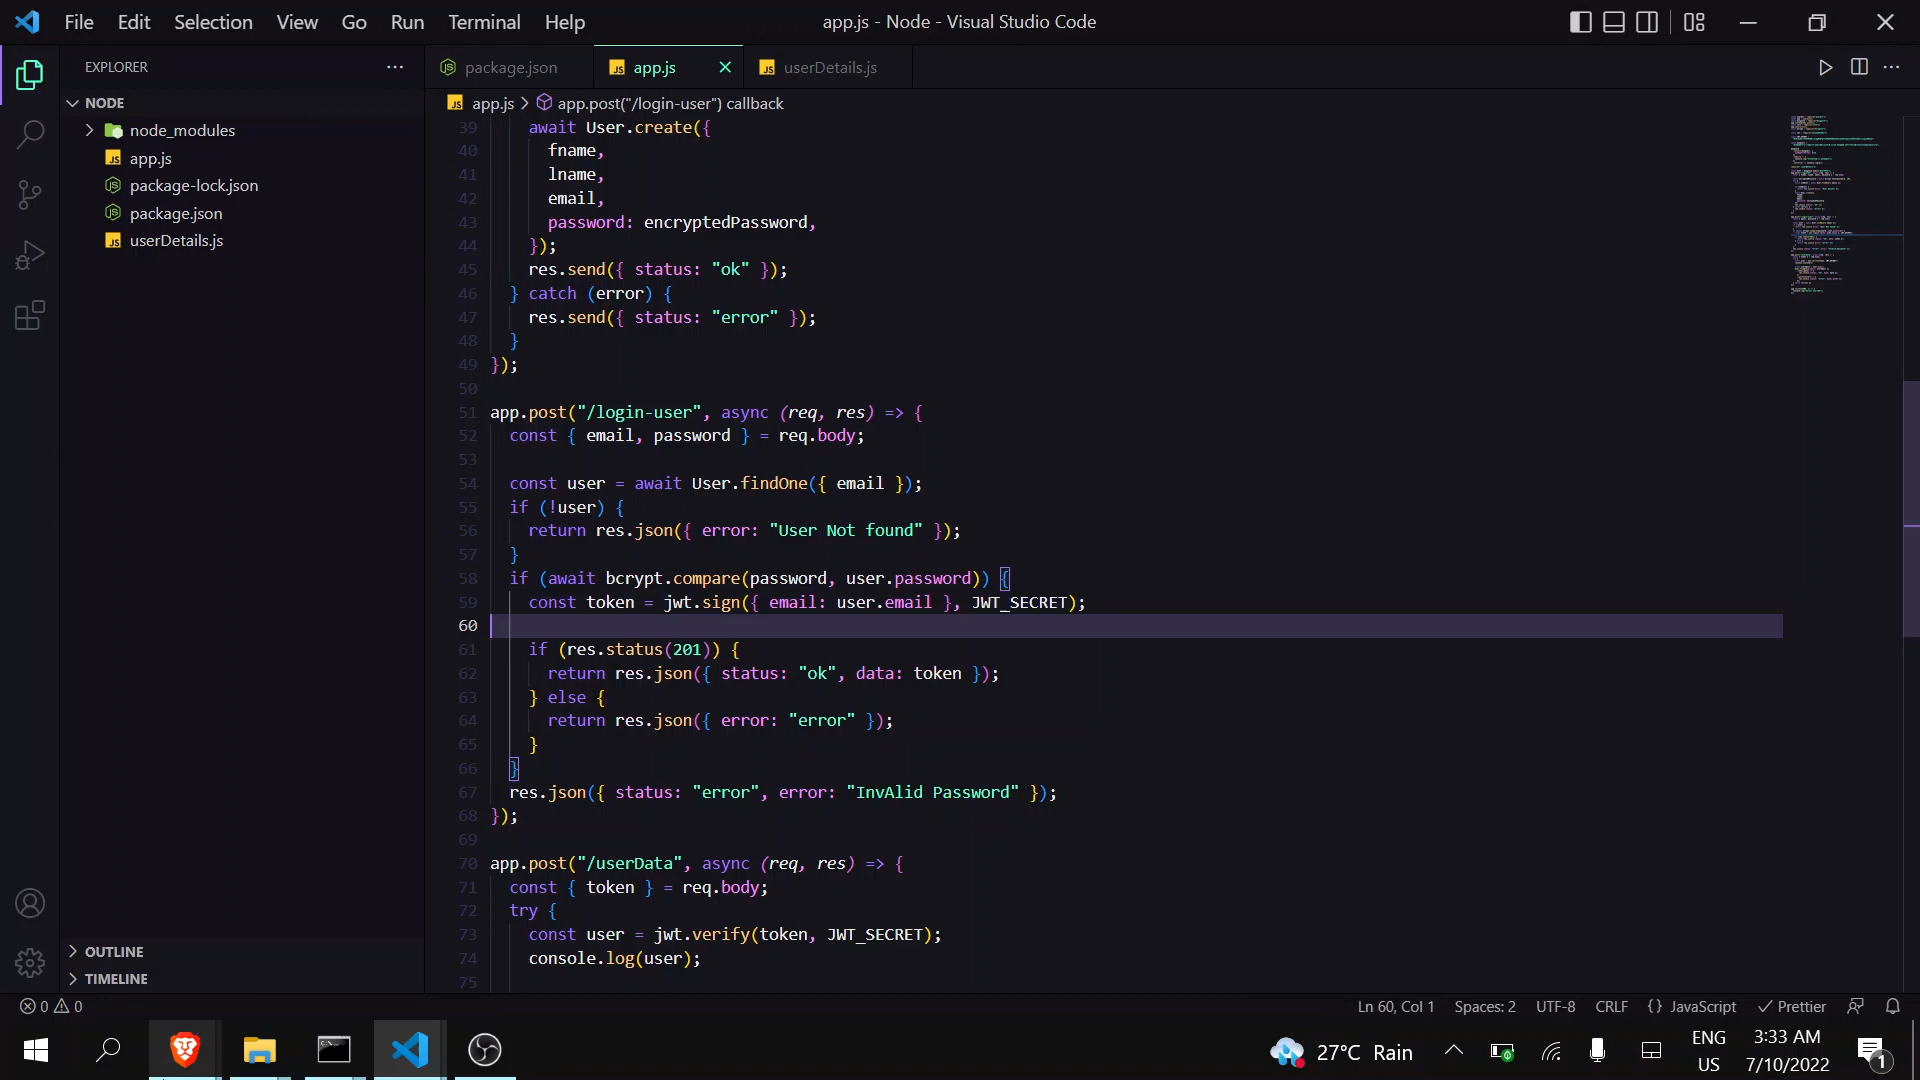 File Edit Selection View Go Run Terminal Help
app.js - Node - Visual Studio Code
EXPLORER
NODE
node_modules
app.js
package-lock.json
package.json
userDetails.js
OUTLINE
TIMELINE
package.json
app.js
userDetails.js
app.js > app.post("/login-user") callback
39 await User.create({
40 fname,
41 lname,
42 email,
43 password: encryptedPassword,
44 });
45 res.send({ status: "ok" });
46 } catch (error) {
47 res.send({ status: "error" });
48 }
49 });
50
51 app.post("/login-user", async (req, res) => {
52 const { email, password } = req.body;
53
54 const user = await User.findOne({ email });
55 if (!user) {
56 return res.json({ error: "User Not found" });
57 }
58 if (await bcrypt.compare(password, user.password)) {
59 const token = jwt.sign({ email: user.email }, JWT_SECRET);
60
61 if (res.status(201)) {
62 return res.json({ status: "ok", data: token });
63 } else {
64 return res.json({ error: "error" });
65 }
66 }
67 res.json({ status: "error", error: "InvAlid Password" });
68 });
69
70 app.post("/userData", async (req, res) => {
71 const { token } = req.body;
72 try {
73 const user = jwt.verify(token, JWT_SECRET);
74 console.log(user);
75
0 0
Ln 60, Col 1 Spaces: 2 UTF-8 CRLF {} JavaScript Prettier
27°C Rain
ENG
US
3:33 AM
7/10/2022
1